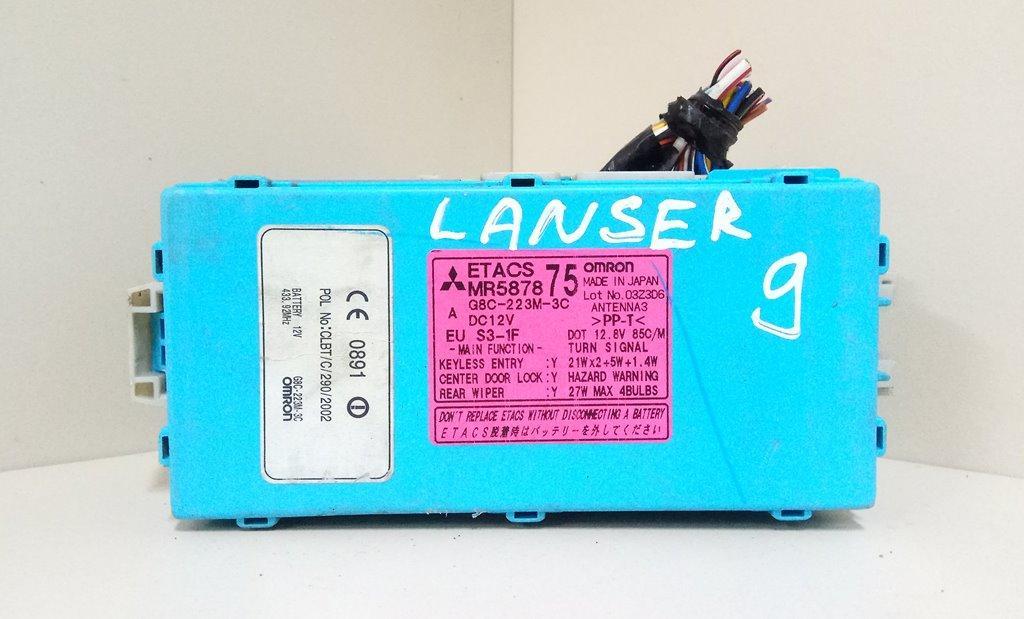 LANSER
9
ETACS 75 OMRON
MR5878 MADE IN JAPAN
G8C-223M-3C Lot No. 03Z3D6
A DC12V ANTENNA3
>PP-T<
EU S3-1F DOT 12.8V 85C/M
- MAIN FUNCTION - TURN SIGNAL
KEYLESS ENTRY :Y 21W×2+5W+1.4W
CENTER DOOR LOCK :Y HAZARD WARNING
REAR WIPER :Y 27W MAX 4BULBS
DON'T REPLACE ETACS WITHOUT DISCONNECTING A BATTERY
ETACS脱着時はバッテリーを外してください
CE 0891
POL. No:CLBT/C/290/2002
BATTERY 12V G8C-223M-3C
433.92MHz OMRON